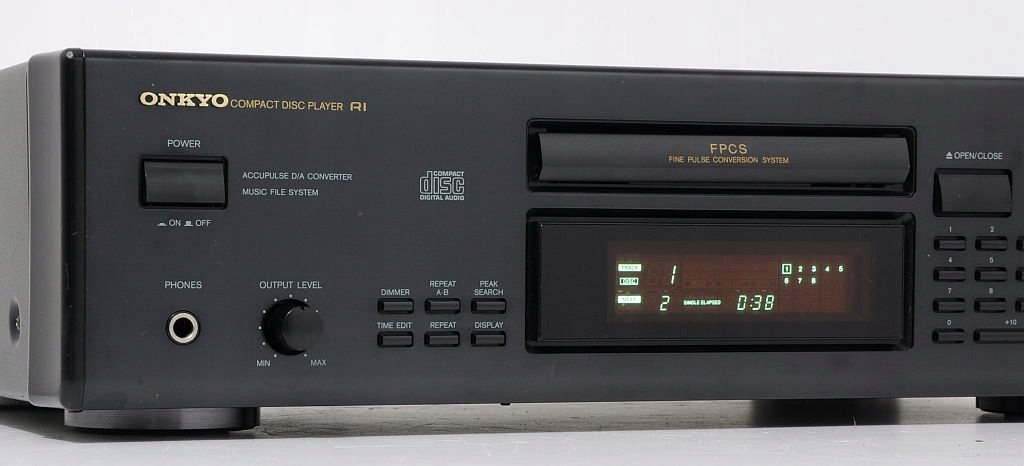 ONKYO COMPACT DISC PLAYER RI
POWER
ACCUPULSE D/A CONVERTER
MUSIC FILE SYSTEM
ON OFF
COMPACT
disc
DIGITAL AUDIO
FPCS
FINE PULSE CONVERSION SYSTEM
OPEN/CLOSE
TRACK 1
DISC
NEXT 2 SINGLE ELAPSED 0:38
1 2 3 4 5
6 7 8
1 2
4 5
7 8
0 +10
PHONES
OUTPUT LEVEL
MIN MAX
DIMMER REPEAT A-B PEAK SEARCH
TIME EDIT REPEAT DISPLAY